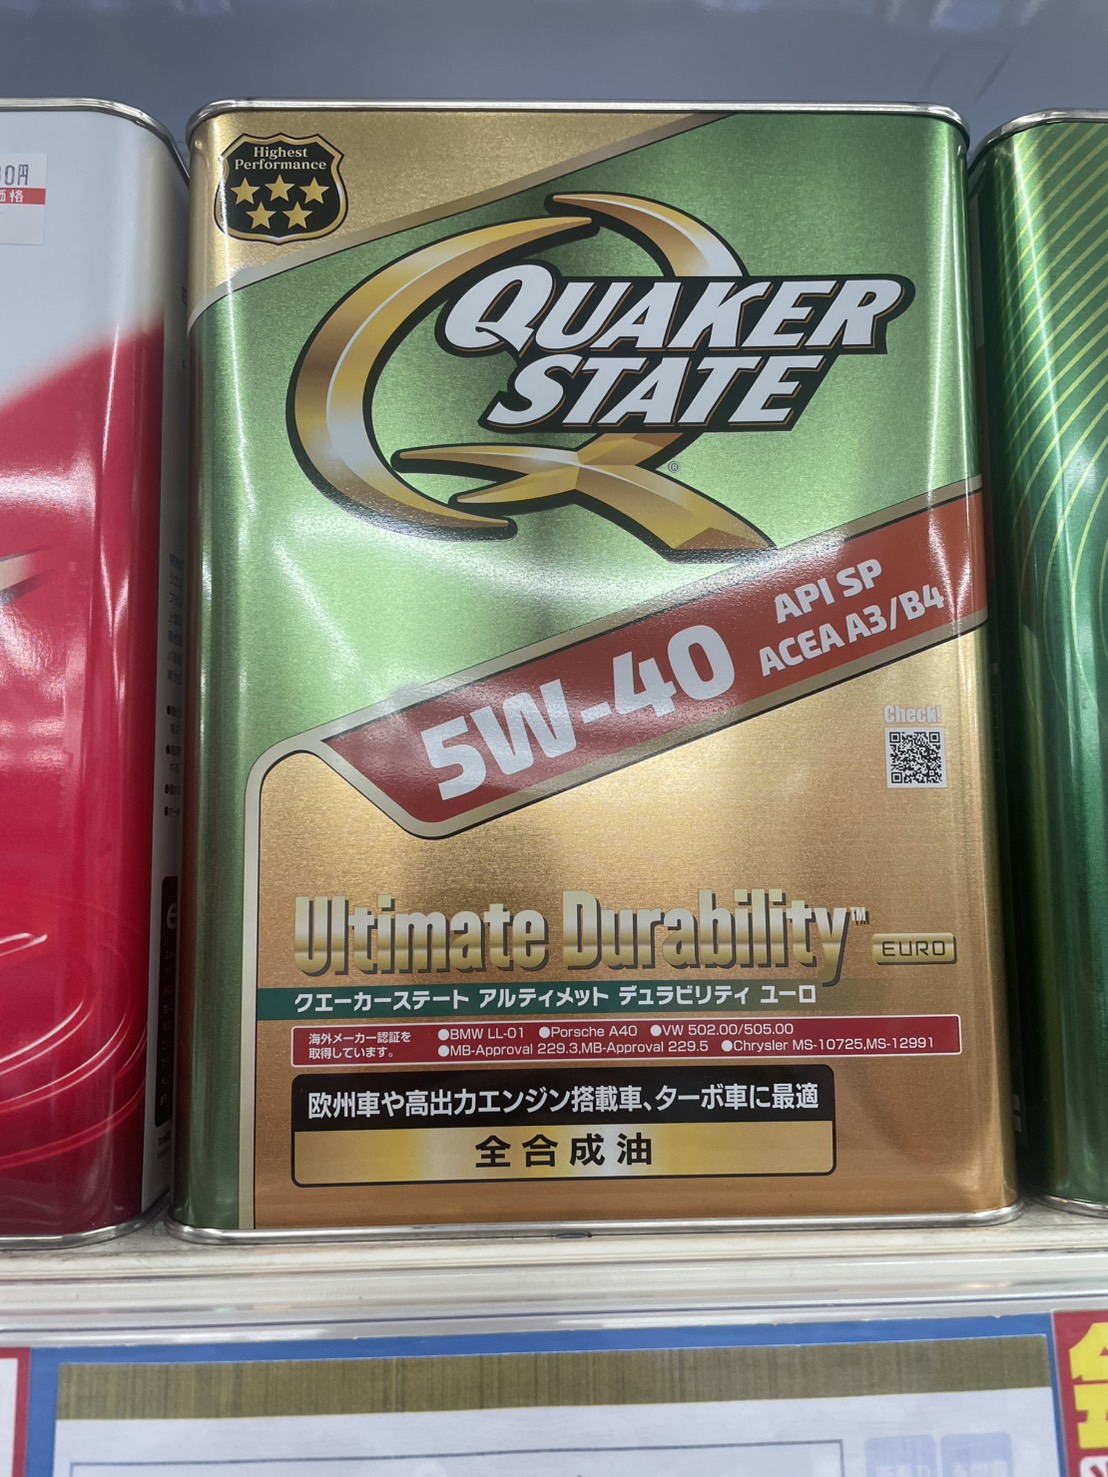 Highest
Performance
QUAKER
STATE
®
API SP
ACEA A3/B4
5W-40
Check!
Ultimate Durability™
EURO
クエーカーステート アルティメット デュラビリティ ユーロ
海外メーカー認証を
取得しています。
●BMW LL-01 ●Porsche A40 ●VW 502.00/505.00
●MB-Approval 229.3,MB-Approval 229.5 ●Chrysler MS-10725,MS-12991
欧州車や高出力エンジン搭載車、ターボ車に最適
全合成油
0円
価格